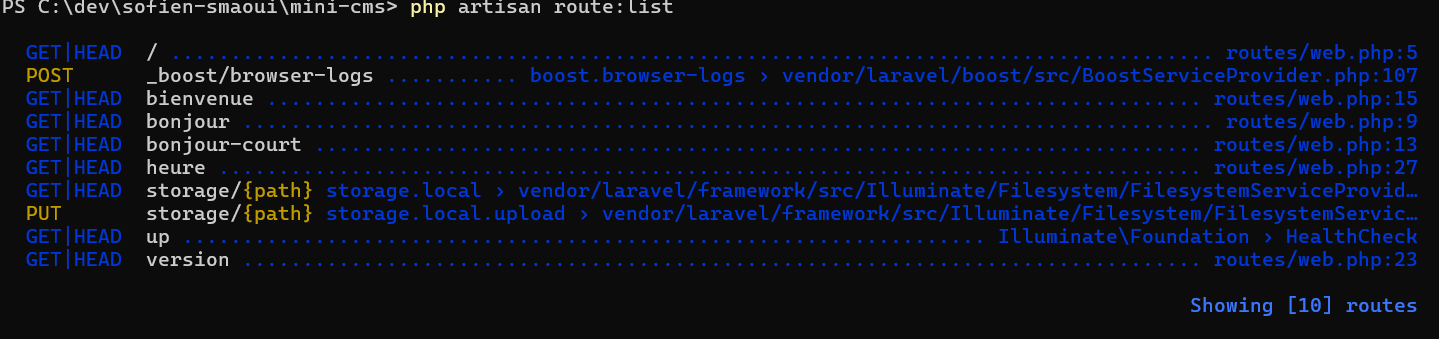 PS C:\dev\sofien-smaoui\mini-cms> php artisan route:list
GET|HEAD / ........................................................................................ routes/web.php:5
POST _boost/browser-logs ........... boost.browser-logs › vendor/laravel/boost/src/BoostServiceProvider.php:107
GET|HEAD bienvenue ............................................................................... routes/web.php:15
GET|HEAD bonjour .................................................................................. routes/web.php:9
GET|HEAD bonjour-court ........................................................................... routes/web.php:13
GET|HEAD heure ................................................................................... routes/web.php:27
GET|HEAD storage/{path} storage.local › vendor/laravel/framework/src/Illuminate/Filesystem/FilesystemServiceProvid…
PUT storage/{path} storage.local.upload › vendor/laravel/framework/src/Illuminate/Filesystem/FilesystemServic…
GET|HEAD up ................................................................... Illuminate\Foundation › HealthCheck
GET|HEAD version ................................................................................. routes/web.php:23
Showing [10] routes